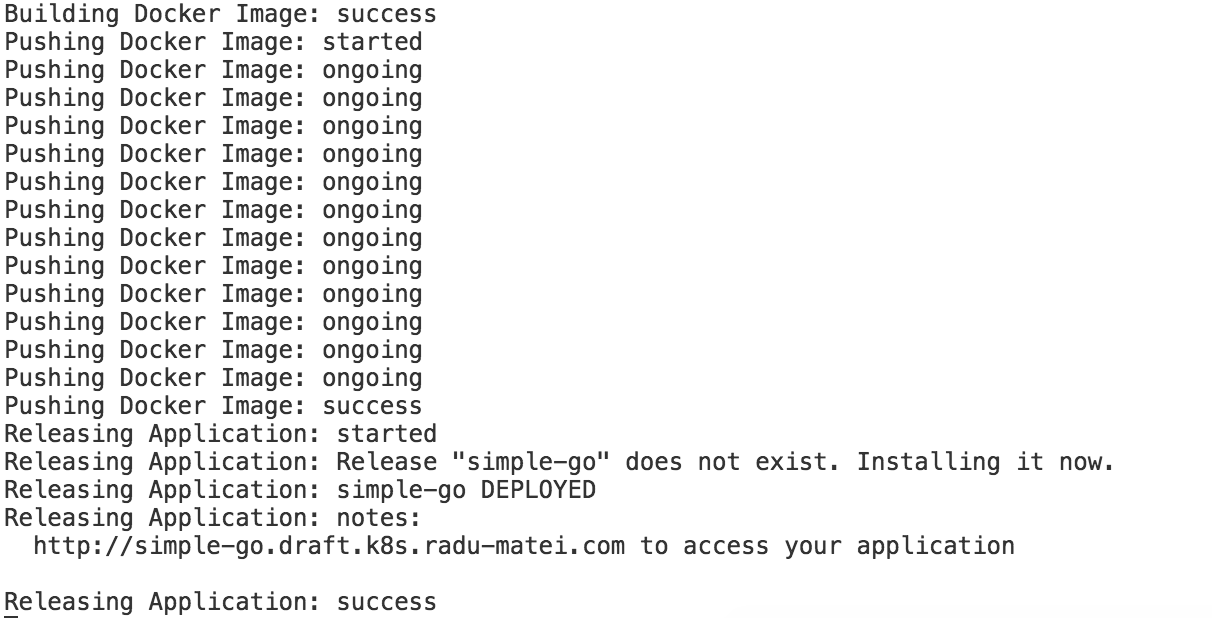 Building Docker Image: success
Pushing Docker Image: started
Pushing Docker Image: ongoing
Pushing Docker Image: ongoing
Pushing Docker Image: ongoing
Pushing Docker Image: ongoing
Pushing Docker Image: ongoing
Pushing Docker Image: ongoing
Pushing Docker Image: ongoing
Pushing Docker Image: ongoing
Pushing Docker Image: ongoing
Pushing Docker Image: ongoing
Pushing Docker Image: ongoing
Pushing Docker Image: ongoing
Pushing Docker Image: success
Releasing Application: started
Releasing Application: Release "simple-go" does not exist. Installing it now.
Releasing Application: simple-go DEPLOYED
Releasing Application: notes:
  http://simple-go.draft.k8s.radu-matei.com to access your application

Releasing Application: success